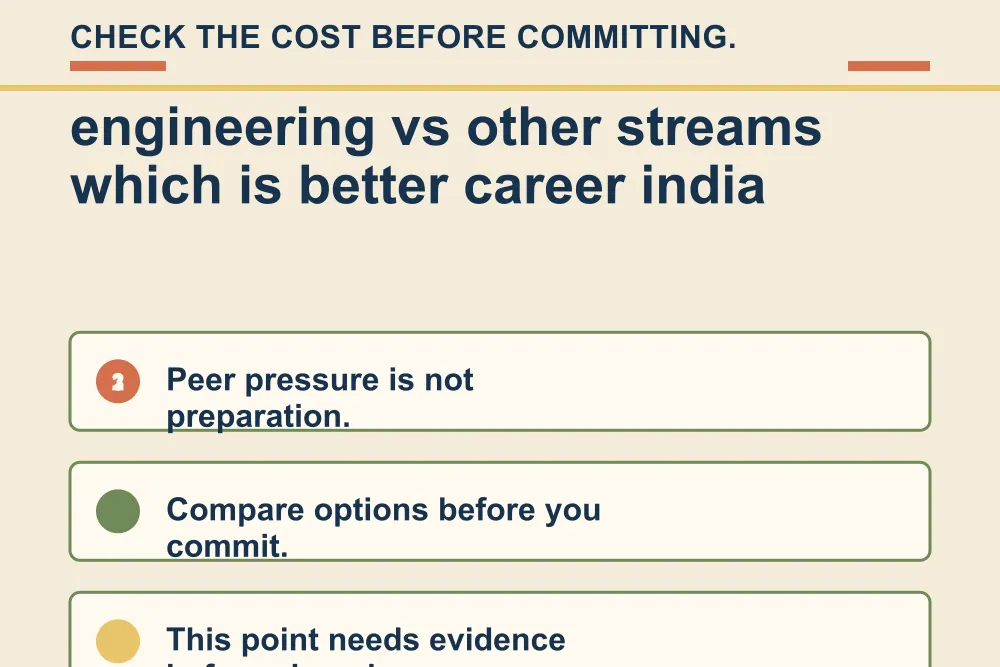 CHECK THE COST BEFORE COMMITTING.
engineering vs other streams
which is better career india
Peer pressure is not
preparation.
Compare options before you
commit.
This point needs evidence